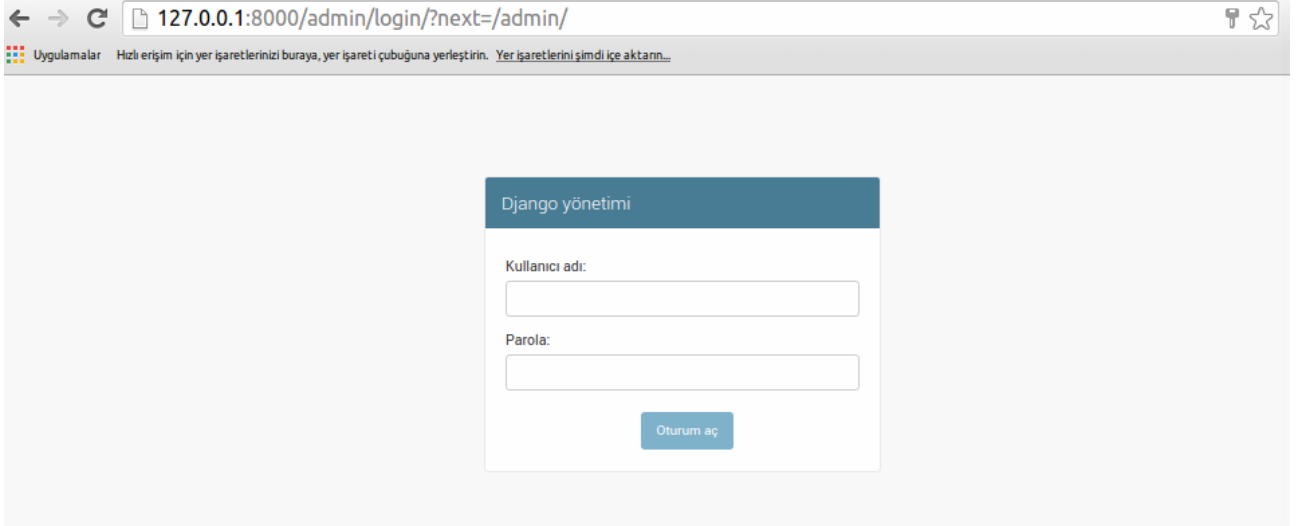 127.0.0.1:8000/admin/login/?next=/admin/
Uygulamalar Hızlı erişim için yer işaretlerinizi buraya, yer işareti çubuğuna yerleştirin. Yer işaretlerini şimdi içe aktarın...
Django yönetimi
Kullanıcı adı:
Parola:
Oturum aç